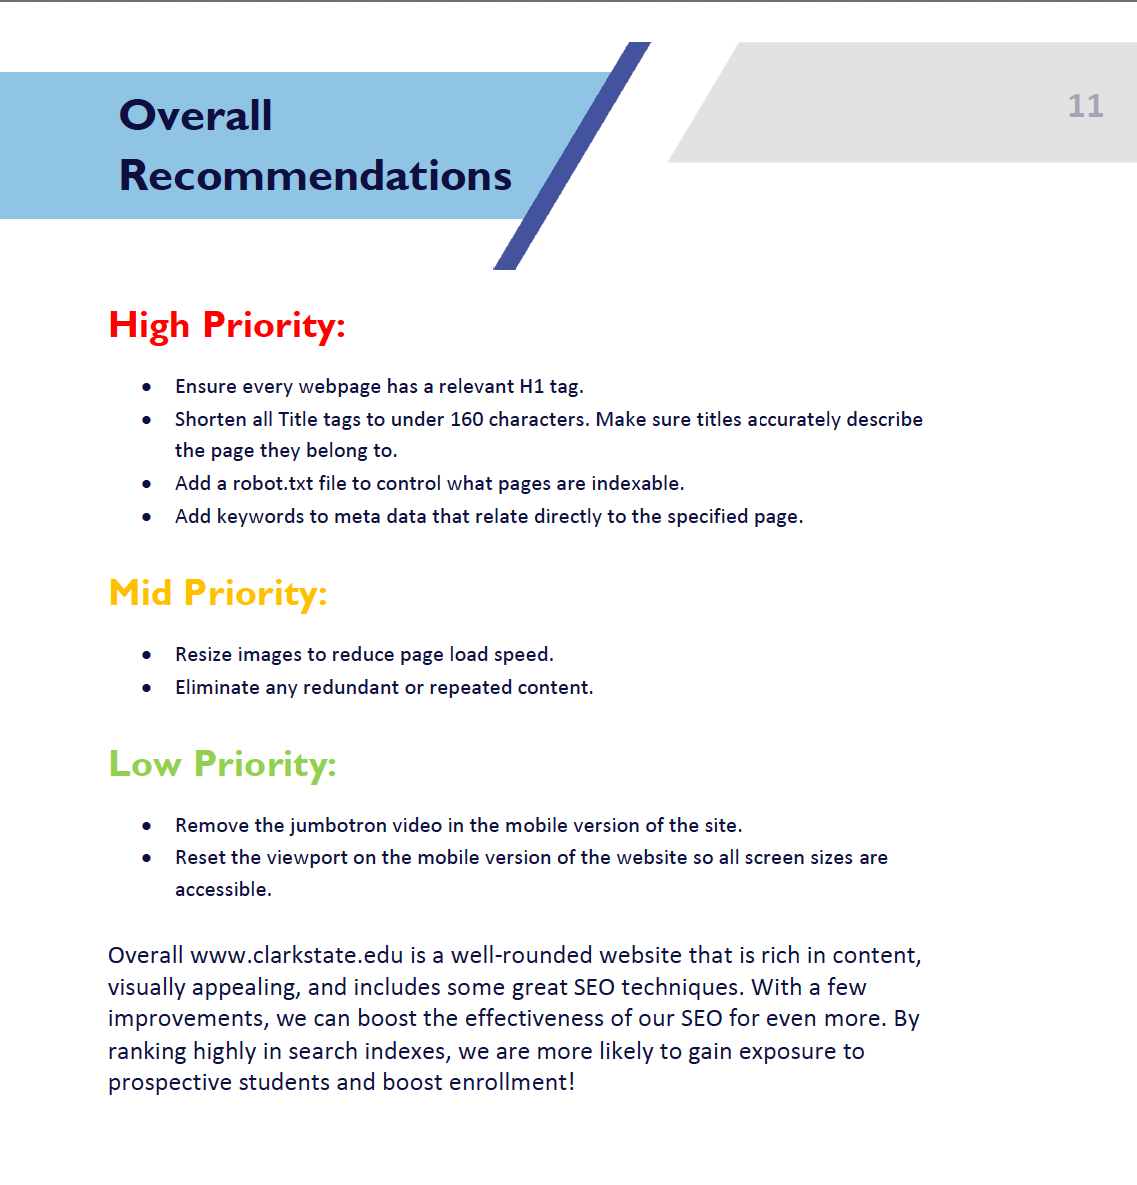 Overall
Recommendations
11
High Priority:
• Ensure every webpage has a relevant H1 tag.
• Shorten all Title tags to under 160 characters. Make sure titles accurately describe
the page they belong to.
• Add a robot.txt file to control what pages are indexable.
• Add keywords to meta data that relate directly to the specified page.
Mid Priority:
• Resize images to reduce page load speed.
• Eliminate any redundant or repeated content.
Low Priority:
• Remove the jumbotron video in the mobile version of the site.
• Reset the viewport on the mobile version of the website so all screen sizes are
accessible.
Overall www.clarkstate.edu is a well-rounded website that is rich in content,
visually appealing, and includes some great SEO techniques. With a few
improvements, we can boost the effectiveness of our SEO for even more. By
ranking highly in search indexes, we are more likely to gain exposure to
prospective students and boost enrollment!